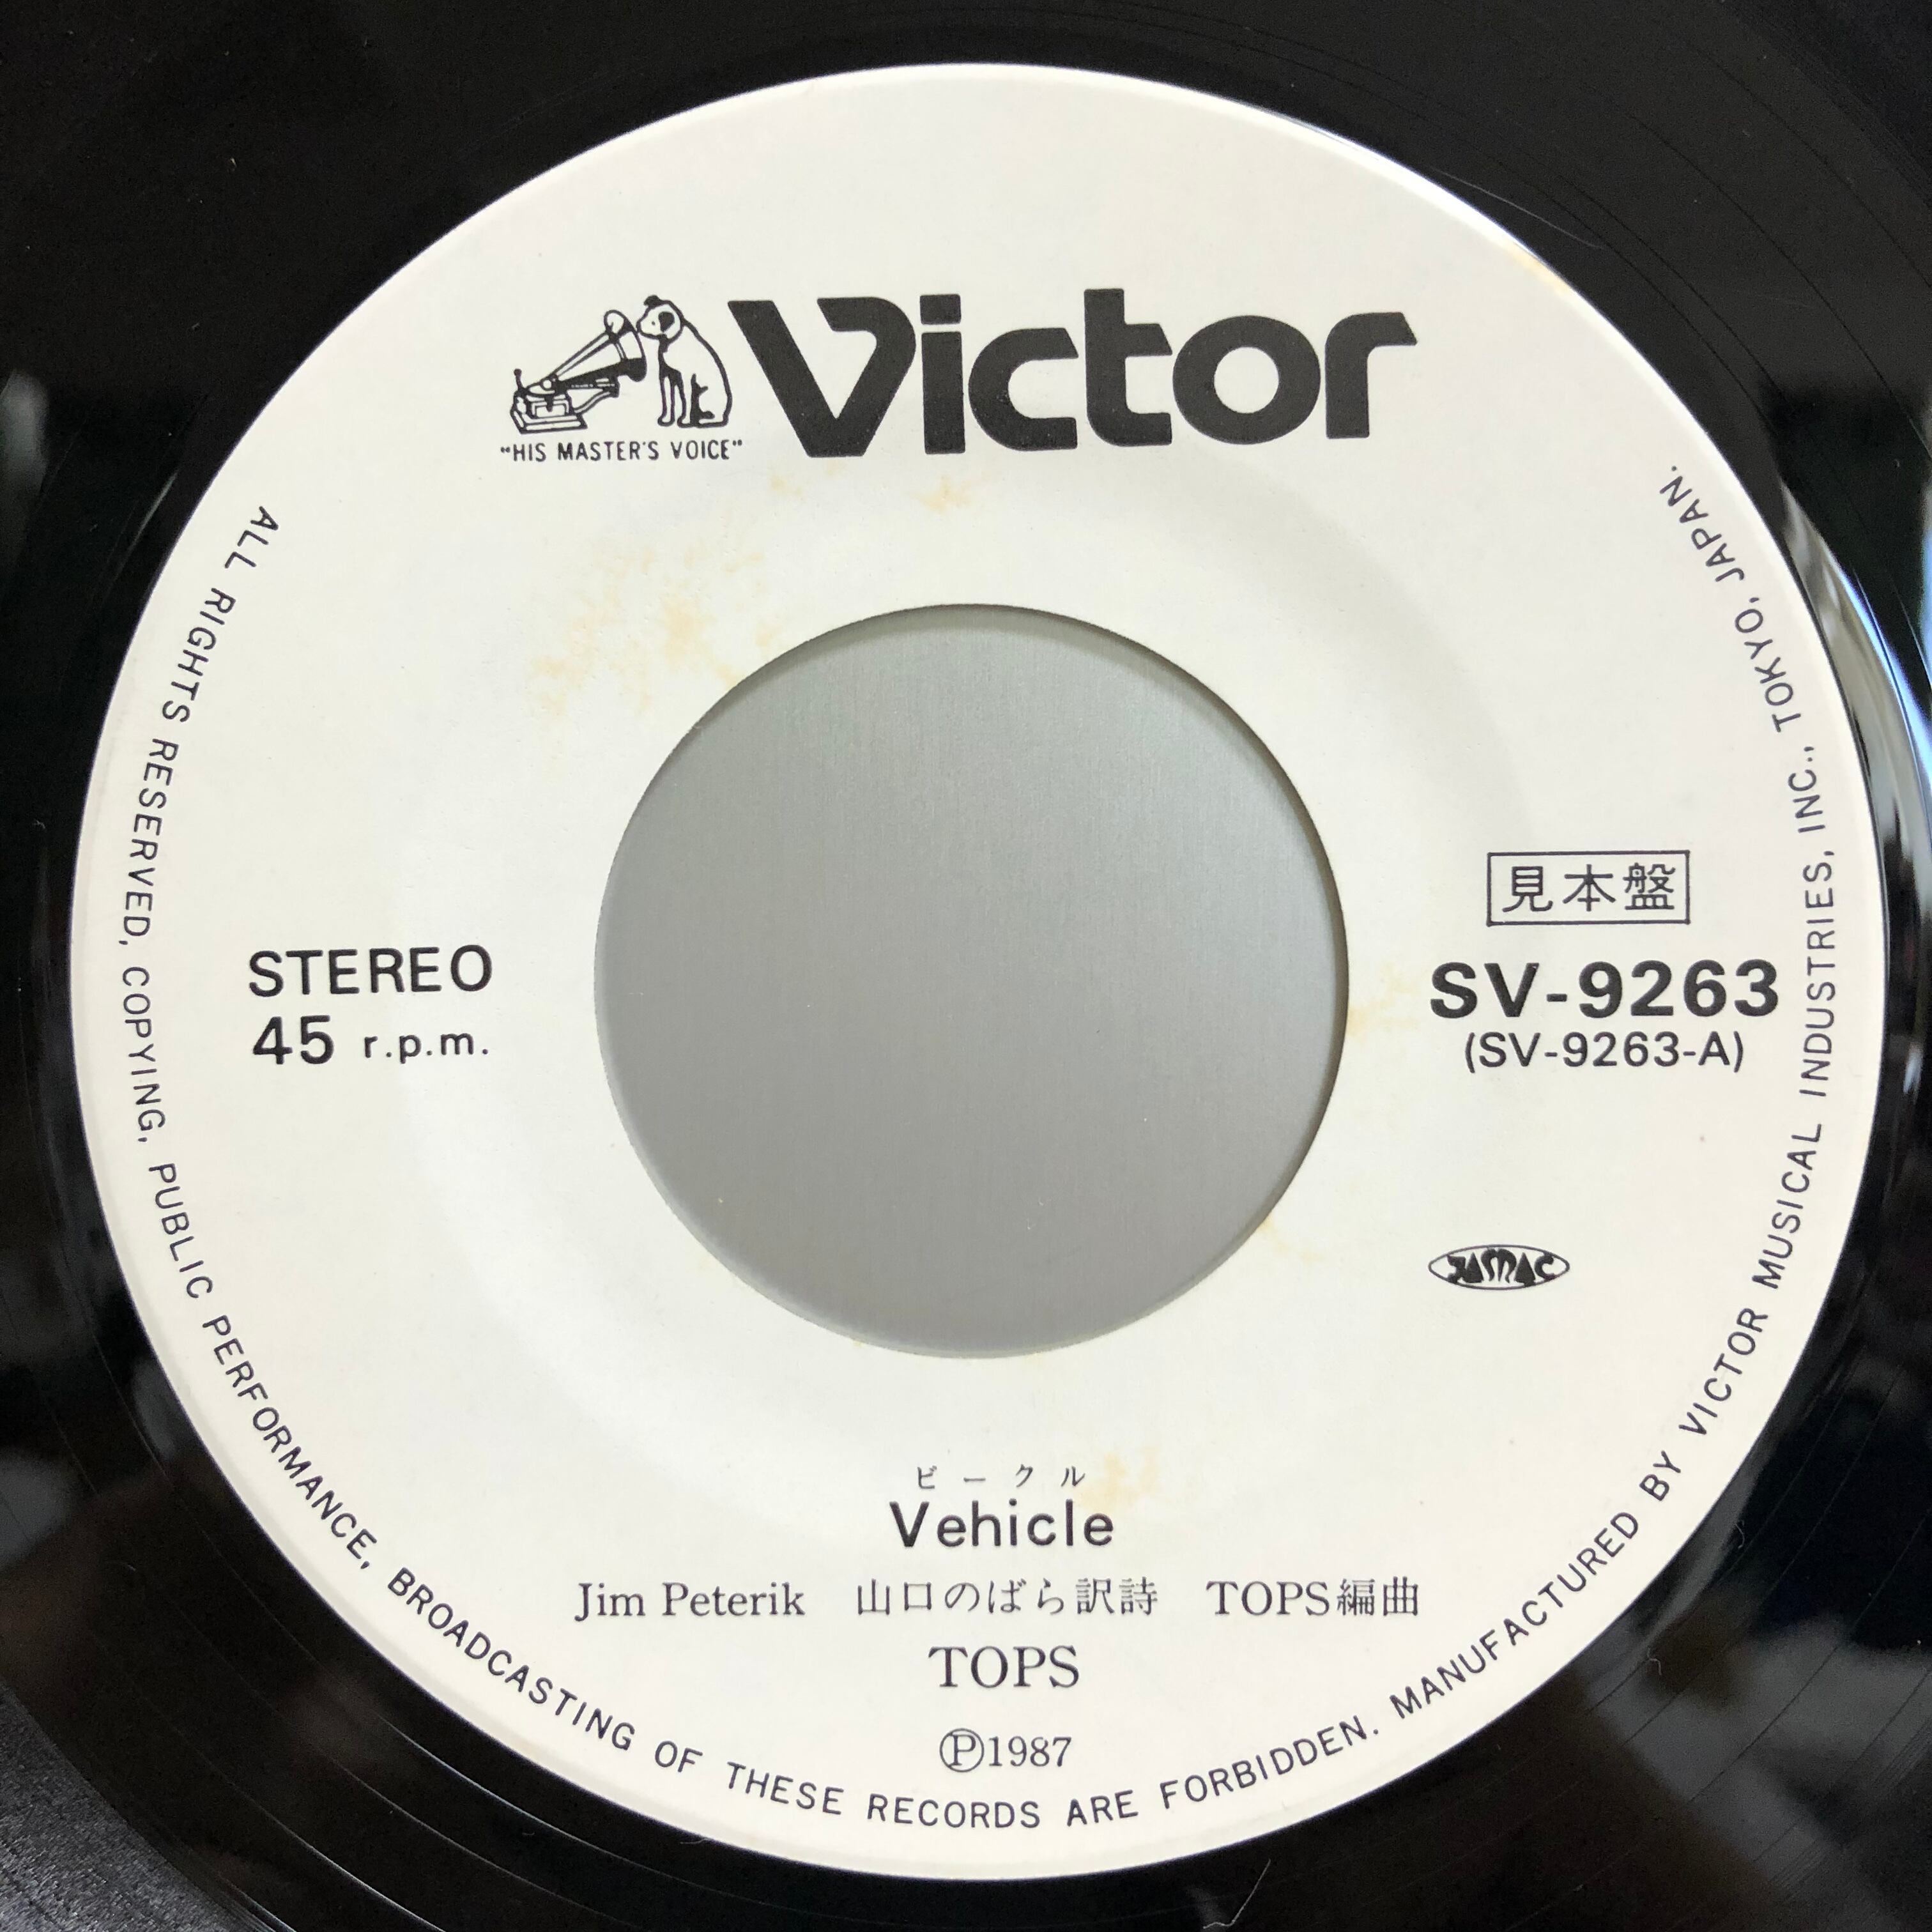 Victor
"HIS MASTER'S VOICE"
見本盤
STEREO
45 r.p.m.
SV-9263
(SV-9263-A)
JASRAC
ビークル
Vehicle
Jim Peterik 山口のばら訳詩 TOPS編曲
TOPS
Ⓟ1987
ALL RIGHTS RESERVED, COPYING, PUBLIC PERFORMANCE, BROADCASTING OF THESE RECORDS ARE FORBIDDEN. MANUFACTURED BY VICTOR MUSICAL INDUSTRIES, INC., TOKYO, JAPAN.